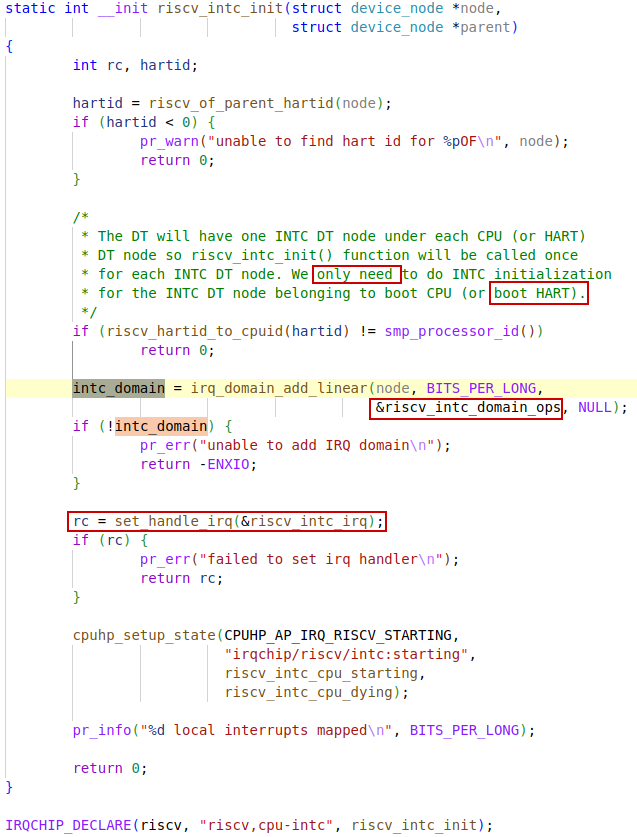 static int __init riscv_intc_init(struct device_node *node,
struct device_node *parent)
{
int rc, hartid;
hartid = riscv_of_parent_hartid(node);
if (hartid < 0) {
pr_warn("unable to find hart id for %pOF\n", node);
return 0;
}
/*
* The DT will have one INTC DT node under each CPU (or HART)
* DT node so riscv_intc_init() function will be called once
* for each INTC DT node. We only need to do INTC initialization
* for the INTC DT node belonging to boot CPU (or boot HART).
*/
if (riscv_hartid_to_cpuid(hartid) != smp_processor_id())
return 0;
intc_domain = irq_domain_add_linear(node, BITS_PER_LONG,
&riscv_intc_domain_ops, NULL);
if (!intc_domain) {
pr_err("unable to add IRQ domain\n");
return -ENXIO;
}
rc = set_handle_irq(&riscv_intc_irq);
if (rc) {
pr_err("failed to set irq handler\n");
return rc;
}
cpuhp_setup_state(CPUHP_AP_IRQ_RISCV_STARTING,
"irqchip/riscv/intc:starting",
riscv_intc_cpu_starting,
riscv_intc_cpu_dying);
pr_info("%d local interrupts mapped\n", BITS_PER_LONG);
return 0;
}
IRQCHIP_DECLARE(riscv, "riscv,cpu-intc", riscv_intc_init);